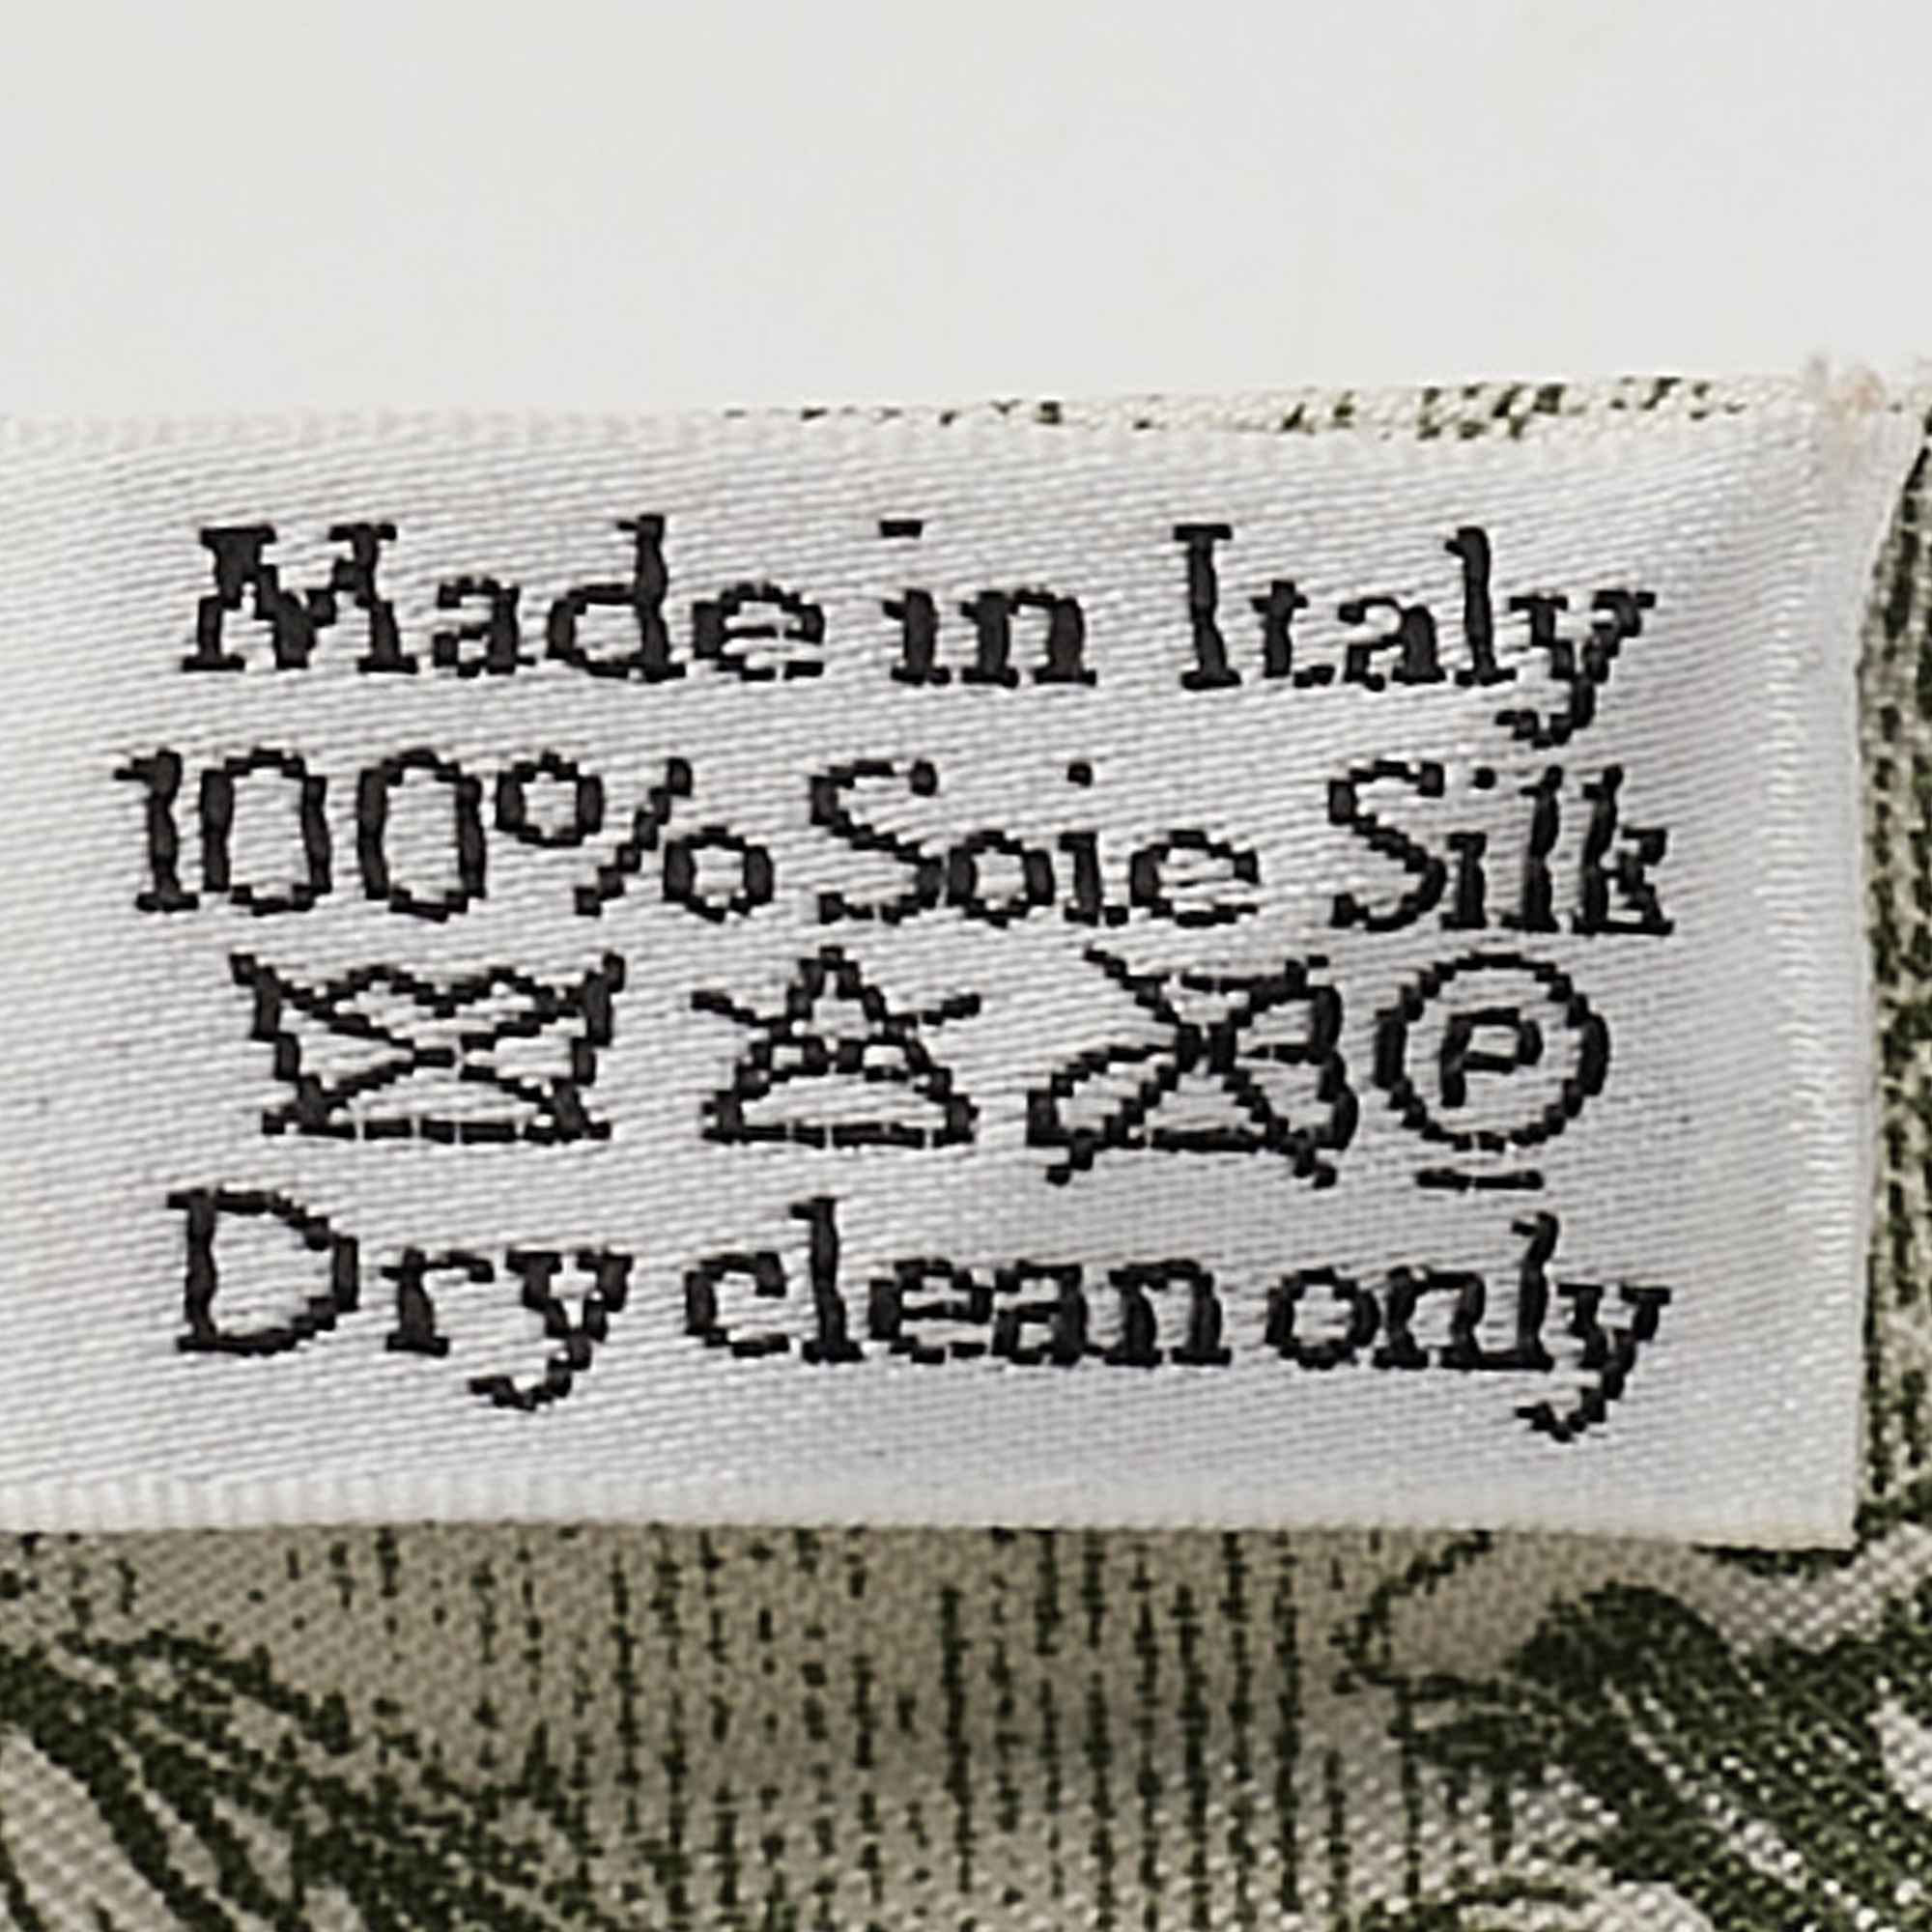 Made in Italy
100% Soie Silk
P
Dry clean only